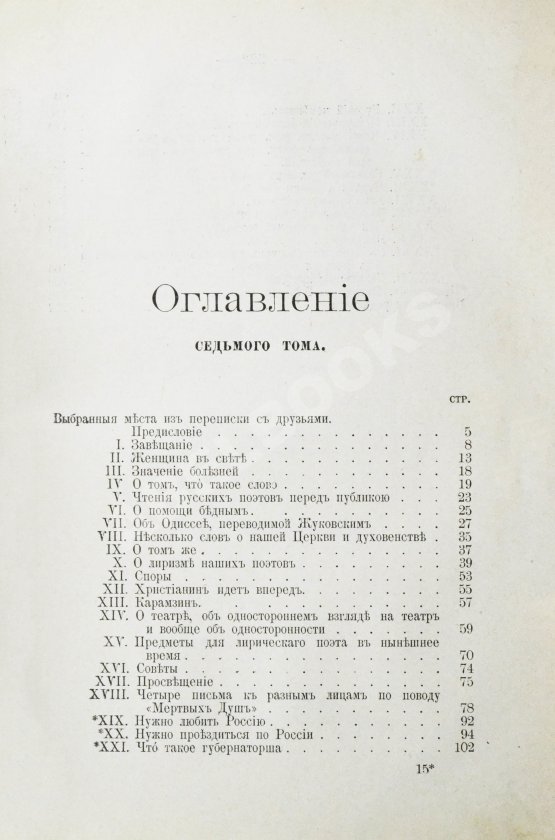 Оглавленіе
СЕДЬМОГО ТОМА.
СТР.
Выбранныя мѣста изъ переписки съ друзьями.
Предисловіе . . . . . . . . . . . . . . 5
I. Завѣщаніе . . . . . . . . . . . . . . 8
II. Женщина въ свѣтѣ . . . . . . . . . . . 13
III. Значеніе болѣзней . . . . . . . . . . . 18
IV О томъ, что́ такое слово . . . . . . . . . 19
V. Чтенія русскихъ поэтовъ передъ публикою . . . 23
VI. О помощи бѣднымъ . . . . . . . . . . . 25
VII. Объ Одиссеѣ, переводимой Жуковскимъ . . . . 27
VIII. Нѣсколько словъ о нашей Церкви и духовенствѣ . 35
IX. О томъ же . . . . . . . . . . . . . . 37
X. О лиризмѣ нашихъ поэтовъ . . . . . . . . 39
XI. Споры . . . . . . . . . . . . . . . 53
XII. Христіанинъ идетъ впередъ . . . . . . . . 55
XIII. Карамзинъ . . . . . . . . . . . . . . 57
XIV. О театрѣ, объ одностороннемъ взглядѣ на театръ
и вообще объ односторонности . . . . . . . 59
XV. Предметы для лирическаго поэта въ нынѣшнее
время . . . . . . . . . . . . . . . . 70
XVI. Совѣты . . . . . . . . . . . . . . . 74
XVII. Просвѣщеніе . . . . . . . . . . . . . 75
XVIII. Четыре письма къ разнымъ лицамъ по поводу
«Мертвыхъ Душъ» . . . . . . . . . . . 78
*XIX. Нужно любить Россію . . . . . . . . . . 92
*XX. Нужно проѣздиться по Россіи . . . . . . . 94
*XXI. Что́ такое губернаторша . . . . . . . . . 102
15*